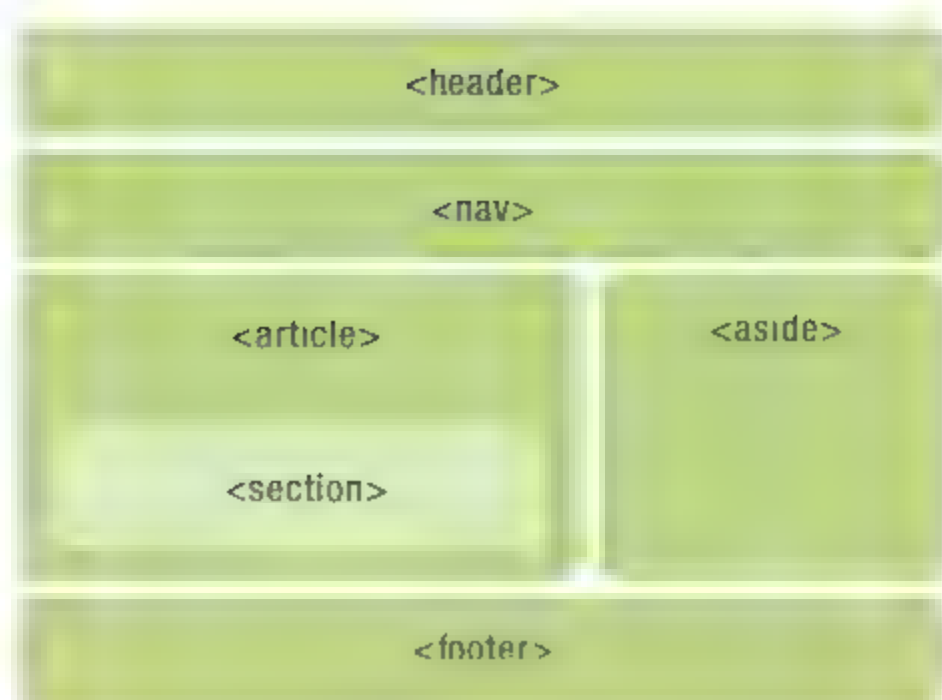 <header>
<nav>
<article>
<aside>
<section>
<footer>